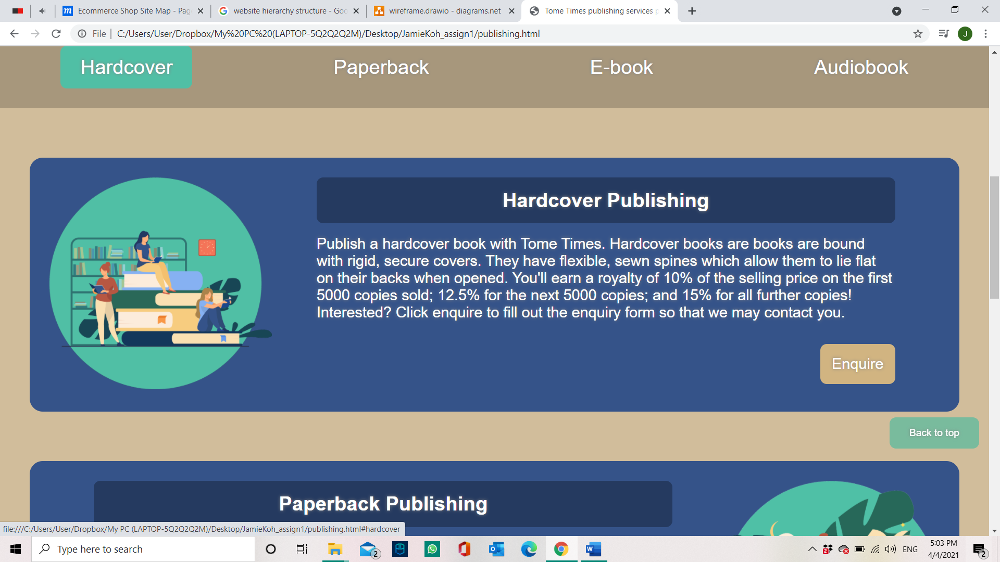 Ecommerce Shop Site Map - Pag
website hierarchy structure - Goo
wireframe.drawio - diagrams.net
Tome Times publishing services p
File
C:/Users/User/Dropbox/My%20PC%20(LAPTOP-5Q2Q2Q2M)/Desktop/JamieKoh_assign1/publishing.html
J
Hardcover
Paperback
E-book
Audiobook
Hardcover Publishing
Publish a hardcover book with Tome Times. Hardcover books are books are bound
with rigid, secure covers. They have flexible, sewn spines which allow them to lie flat
on their backs when opened. You'll earn a royalty of 10% of the selling price on the first
5000 copies sold; 12.5% for the next 5000 copies; and 15% for all further copies!
Interested? Click enquire to fill out the enquiry form so that we may contact you.
Enquire
Back to top
Paperback Publishing
file:///C:/Users/User/Dropbox/My PC (LAPTOP-5Q2Q2Q2M)/Desktop/JamieKoh_assign1/publishing.html#hardcover
Type here to search
2
2
ENG
5:03 PM
4/4/2021
2